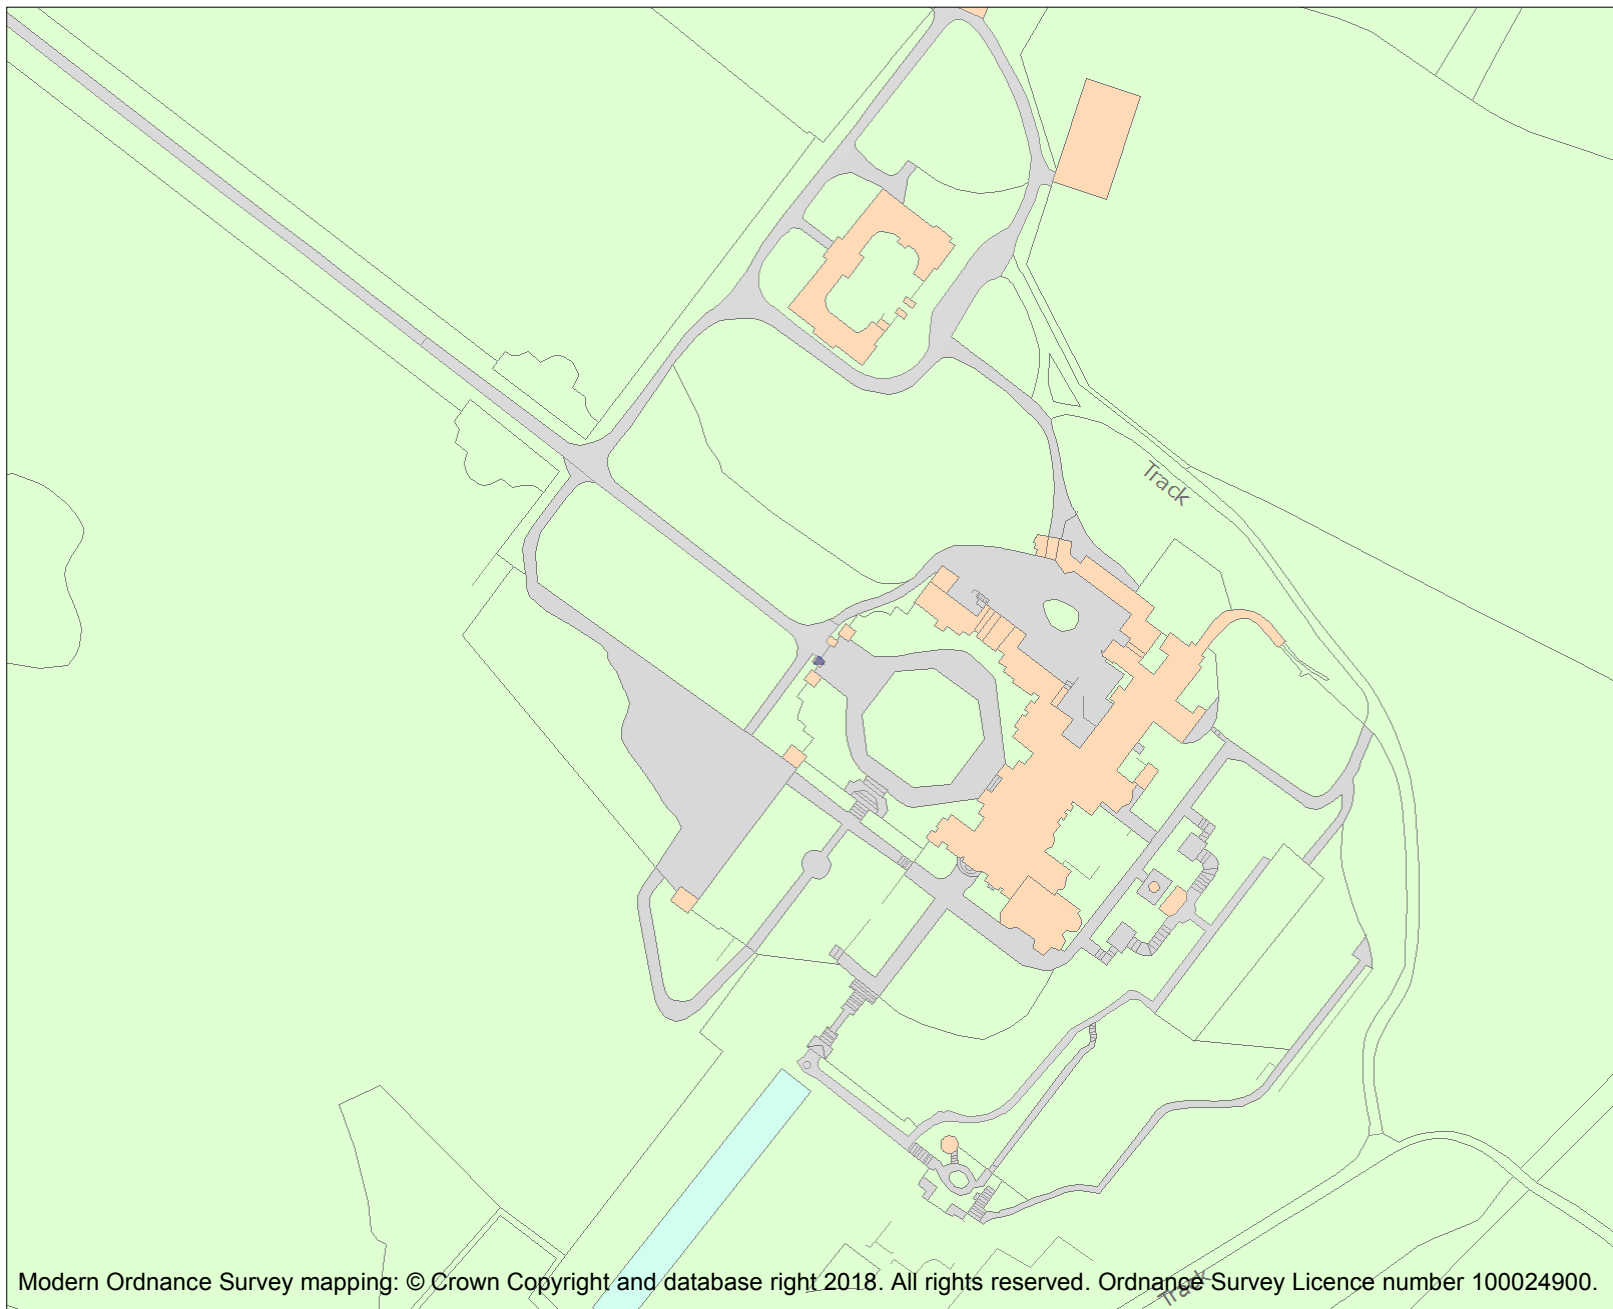 Track
Track
Modern Ordnance Survey mapping: © Crown Copyright and database right 2018. All rights reserved. Ordnance Survey Licence number 100024900.